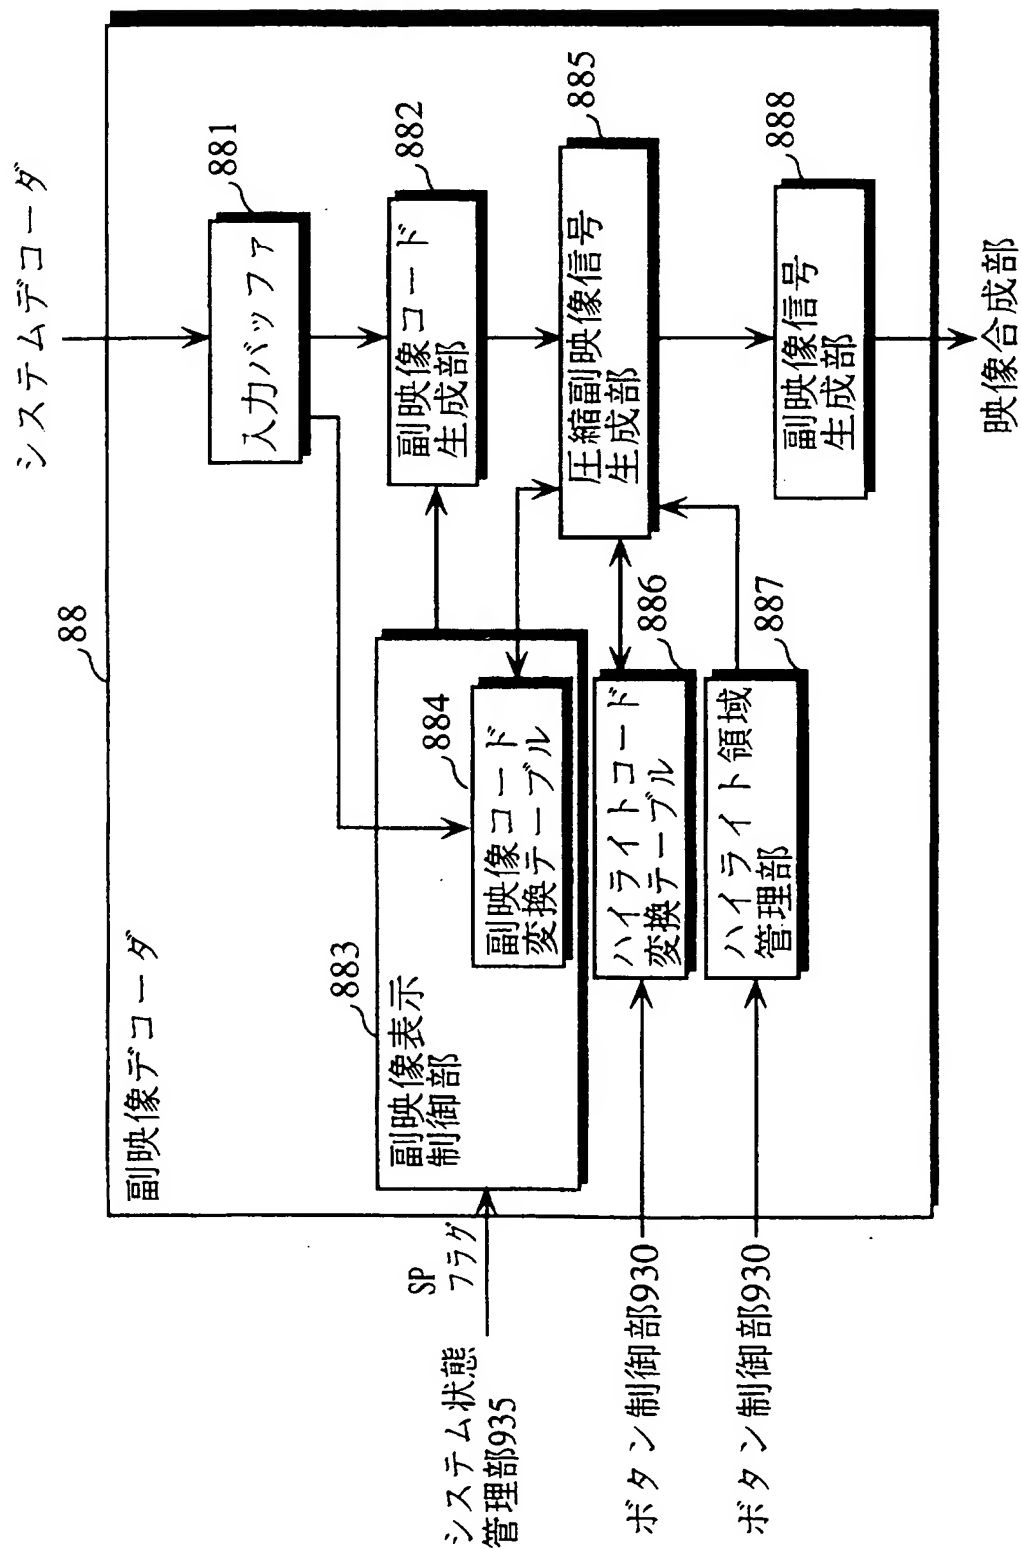 システムデコーダ
88
副映像デコーダ
881
入力バッファ
882
副映像コード
生成部
883
副映像表示
制御部
884
副映像コード
変換テーブル
885
圧縮副映像信号
生成部
886
ハイライトコード
変換テーブル
887
ハイライト領域
管理部
888
副映像信号
生成部
SP
フラグ
システム状態
管理部935
ボタン制御部930
ボタン制御部930
映像合成部